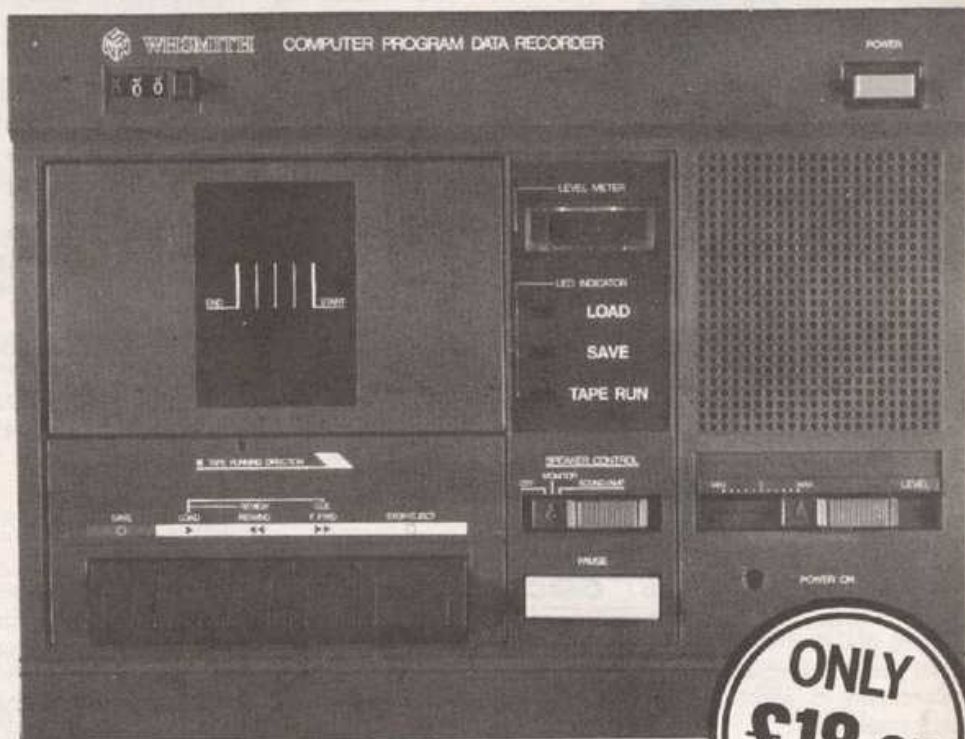 WHSMITH COMPUTER PROGRAM DATA RECORDER
POWER
LEVEL METER
LED INDICATOR
LOAD
SAVE
TAPE RUN
END START
TAPE RUNNING DIRECTION
SPEAKER CONTROL
MONITOR
OFF SOUND/AMP
MIN MAX LEVEL
REVIEW CUE
SAVE LOAD REWIND F.FWD STOP/EJECT
PAUSE
POWER ON
ONLY
£18